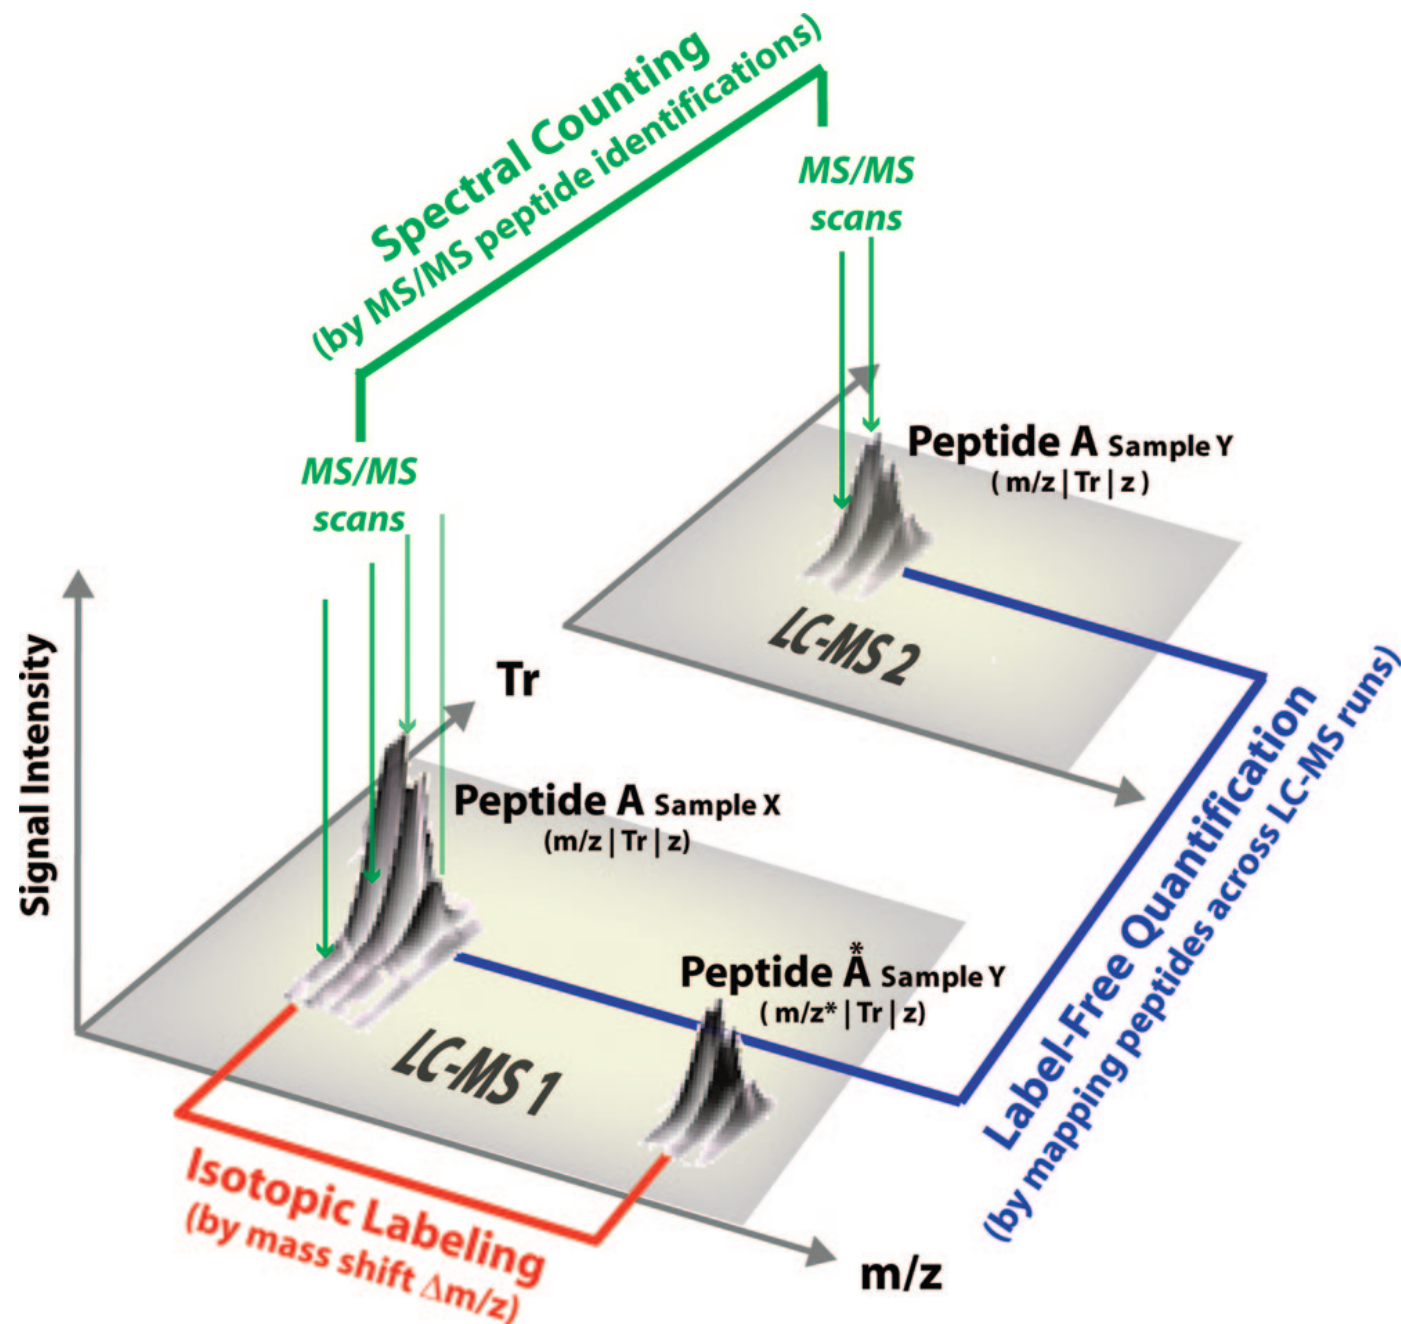 Spectral Counting
(by MS/MS peptide identifications)
MS/MS
scans
MS/MS
scans
Peptide A Sample Y
( m/z | Tr | z )
LC-MS 2
Signal Intensity
Tr
Peptide A Sample X
(m/z | Tr | z)
Peptide A* Sample Y
( m/z* | Tr | z)
LC-MS 1
Label-Free Quantification
(by mapping peptides across LC-MS runs)
Isotopic Labeling
(by mass shift Δm/z)
m/z